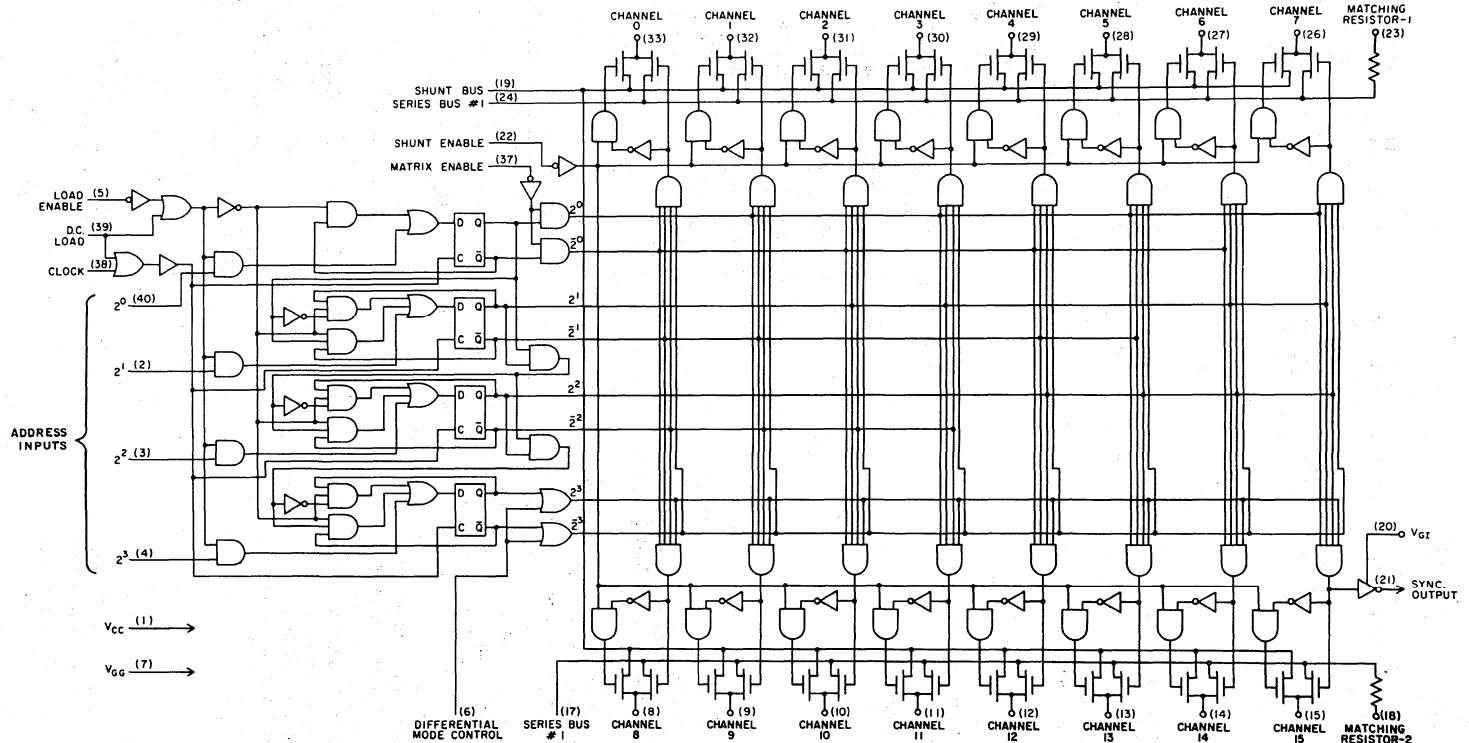 CHANNEL 0 (33)
CHANNEL 1 (32)
CHANNEL 2 (31)
CHANNEL 3 (30)
CHANNEL 4 (29)
CHANNEL 5 (28)
CHANNEL 6 (27)
CHANNEL 7 (26)
MATCHING RESISTOR-1 (23)
SHUNT BUS (19)
SERIES BUS #1 (24)
SHUNT ENABLE (22)
MATRIX ENABLE (37)
LOAD ENABLE (5)
D.C. LOAD (39)
CLOCK (38)
ADDRESS INPUTS
2⁰ (40)
2¹ (2)
2² (3)
2³ (4)
D Q
C Q̅
D Q
C Q̅
D Q
C Q̅
D Q
C Q̅
2⁰
2̅⁰
2¹
2̅¹
2²
2̅²
2³
2̅³
(20) VGI
(21) SYNC. OUTPUT
VCC (1)
VGG (7)
(6) DIFFERENTIAL MODE CONTROL
(17) SERIES BUS #1
(8) CHANNEL 8
(9) CHANNEL 9
(10) CHANNEL 10
(11) CHANNEL 11
(12) CHANNEL 12
(13) CHANNEL 13
(14) CHANNEL 14
(15) CHANNEL 15
(18) MATCHING RESISTOR-2